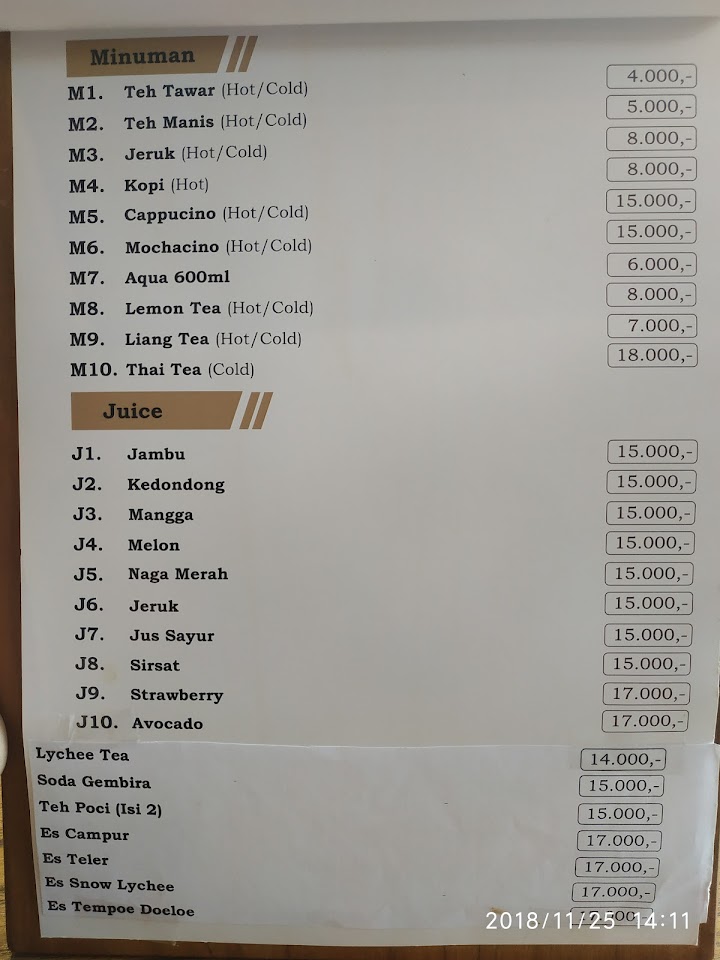 Minuman
M1. Teh Tawar (Hot/Cold) 4.000,-
M2. Teh Manis (Hot/Cold) 5.000,-
M3. Jeruk (Hot/Cold) 8.000,-
M4. Kopi (Hot) 8.000,-
M5. Cappucino (Hot/Cold) 15.000,-
M6. Mochacino (Hot/Cold) 15.000,-
M7. Aqua 600ml 6.000,-
M8. Lemon Tea (Hot/Cold) 8.000,-
M9. Liang Tea (Hot/Cold) 7.000,-
M10. Thai Tea (Cold) 18.000,-
Juice
J1. Jambu 15.000,-
J2. Kedondong 15.000,-
J3. Mangga 15.000,-
J4. Melon 15.000,-
J5. Naga Merah 15.000,-
J6. Jeruk 15.000,-
J7. Jus Sayur 15.000,-
J8. Sirsat 15.000,-
J9. Strawberry 17.000,-
J10. Avocado 17.000,-
Lychee Tea 14.000,-
Soda Gembira 15.000,-
Teh Poci (Isi 2) 15.000,-
Es Campur 17.000,-
Es Teler 17.000,-
Es Snow Lychee 17.000,-
Es Tempoe Doeloe
2018/11/25 14:11